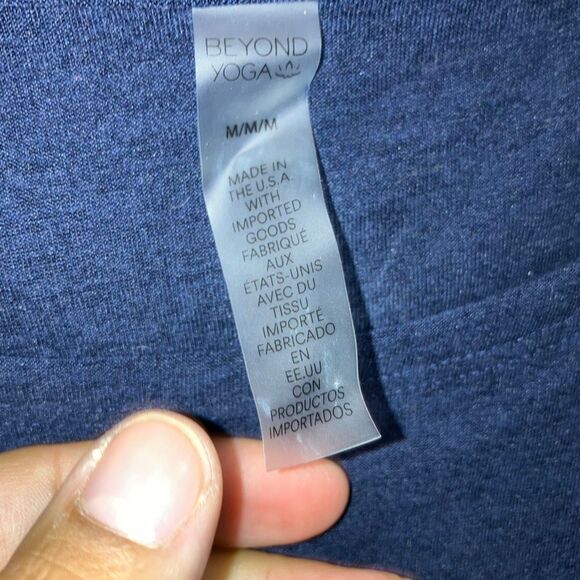 BEYOND
YOGA
M/M/M
MADE IN
THE U.S.A.
WITH
IMPORTED
GOODS
FABRIQUÉ
AUX
ÉTATS-UNIS
AVEC DU
TISSU
IMPORTÉ
FABRICADO
EN
EE.UU
CON
PRODUCTOS
IMPORTADOS